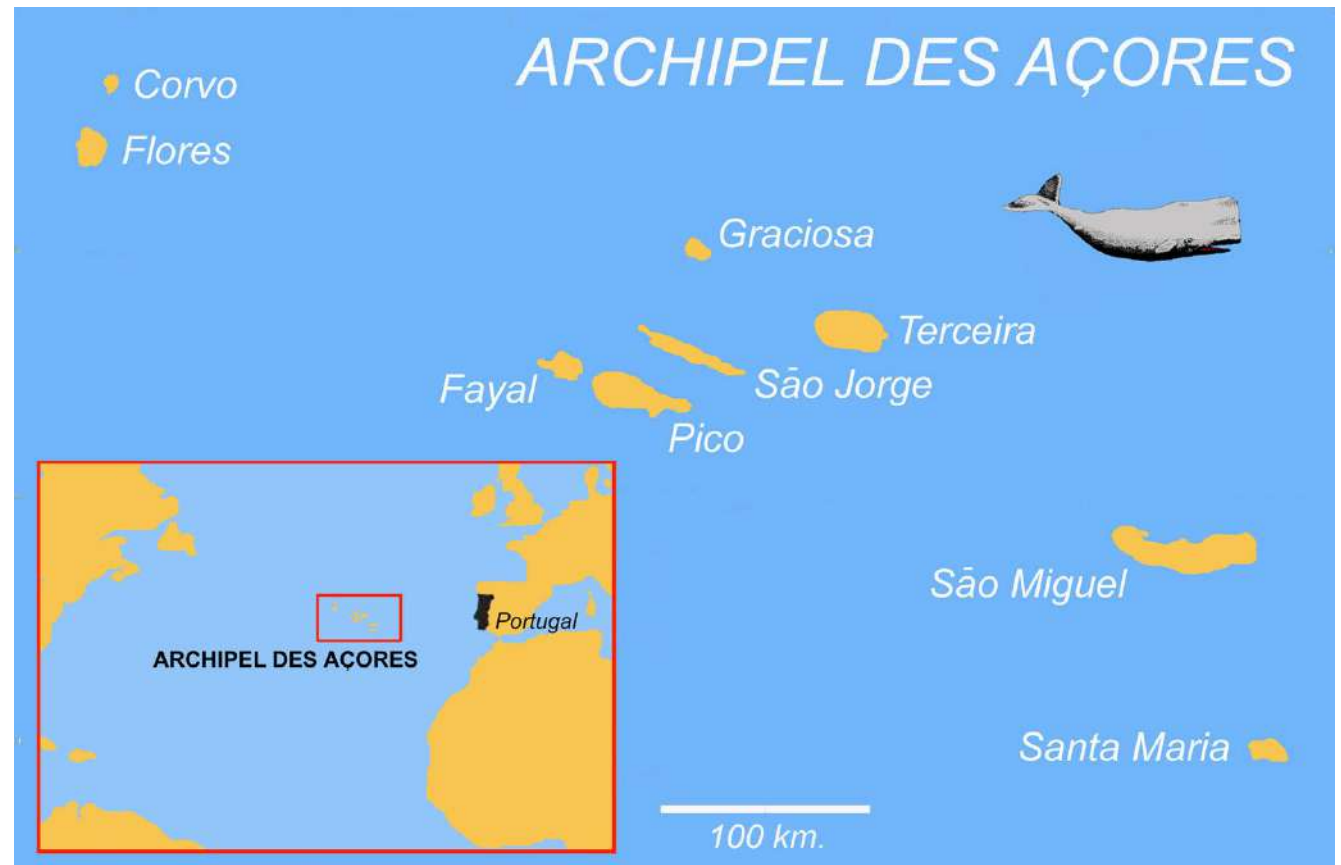 ARCHIPEL DES AÇORES
Corvo
Flores
Graciosa
Terceira
Fayal
São Jorge
Pico
São Miguel
Portugal
ARCHIPEL DES AÇORES
Santa Maria
100 km.